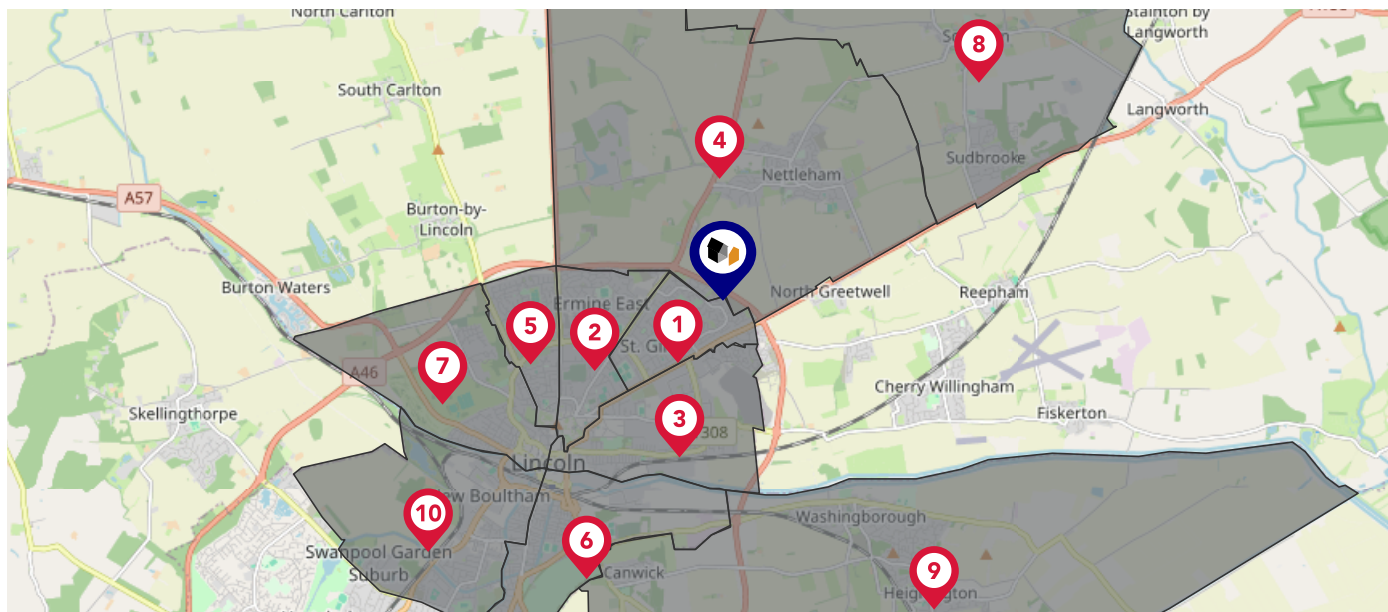 North Carlton
Stainton by
Langworth
8
South Carlton
Langworth
4
Sudbrooke
Nettleham
A57
Burton-by-
Lincoln
Burton Waters
North Greetwell
Reepham
Ermine East
5
2
1
St. Gil
7
A46
Cherry Willingham
Skellingthorpe
Fiskerton
3
308
Lincoln
New Boultham
10
Washingborough
Swanpool Garden
Suburb
6
Canwick
9